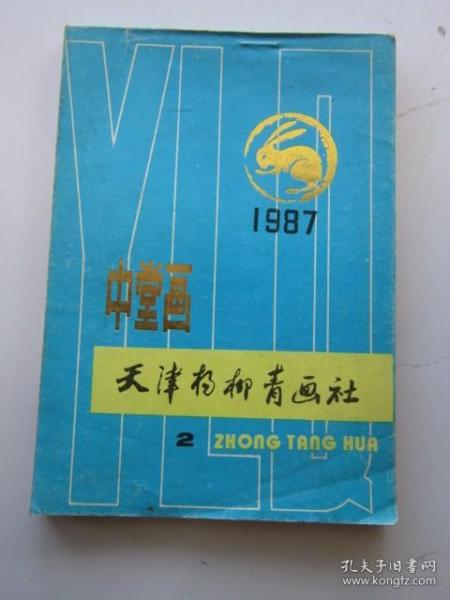 YLQ
1987
中堂画
天津杨柳青画社
2 ZHONG TANG HUA
孔夫子旧书网
www.kongfz.com